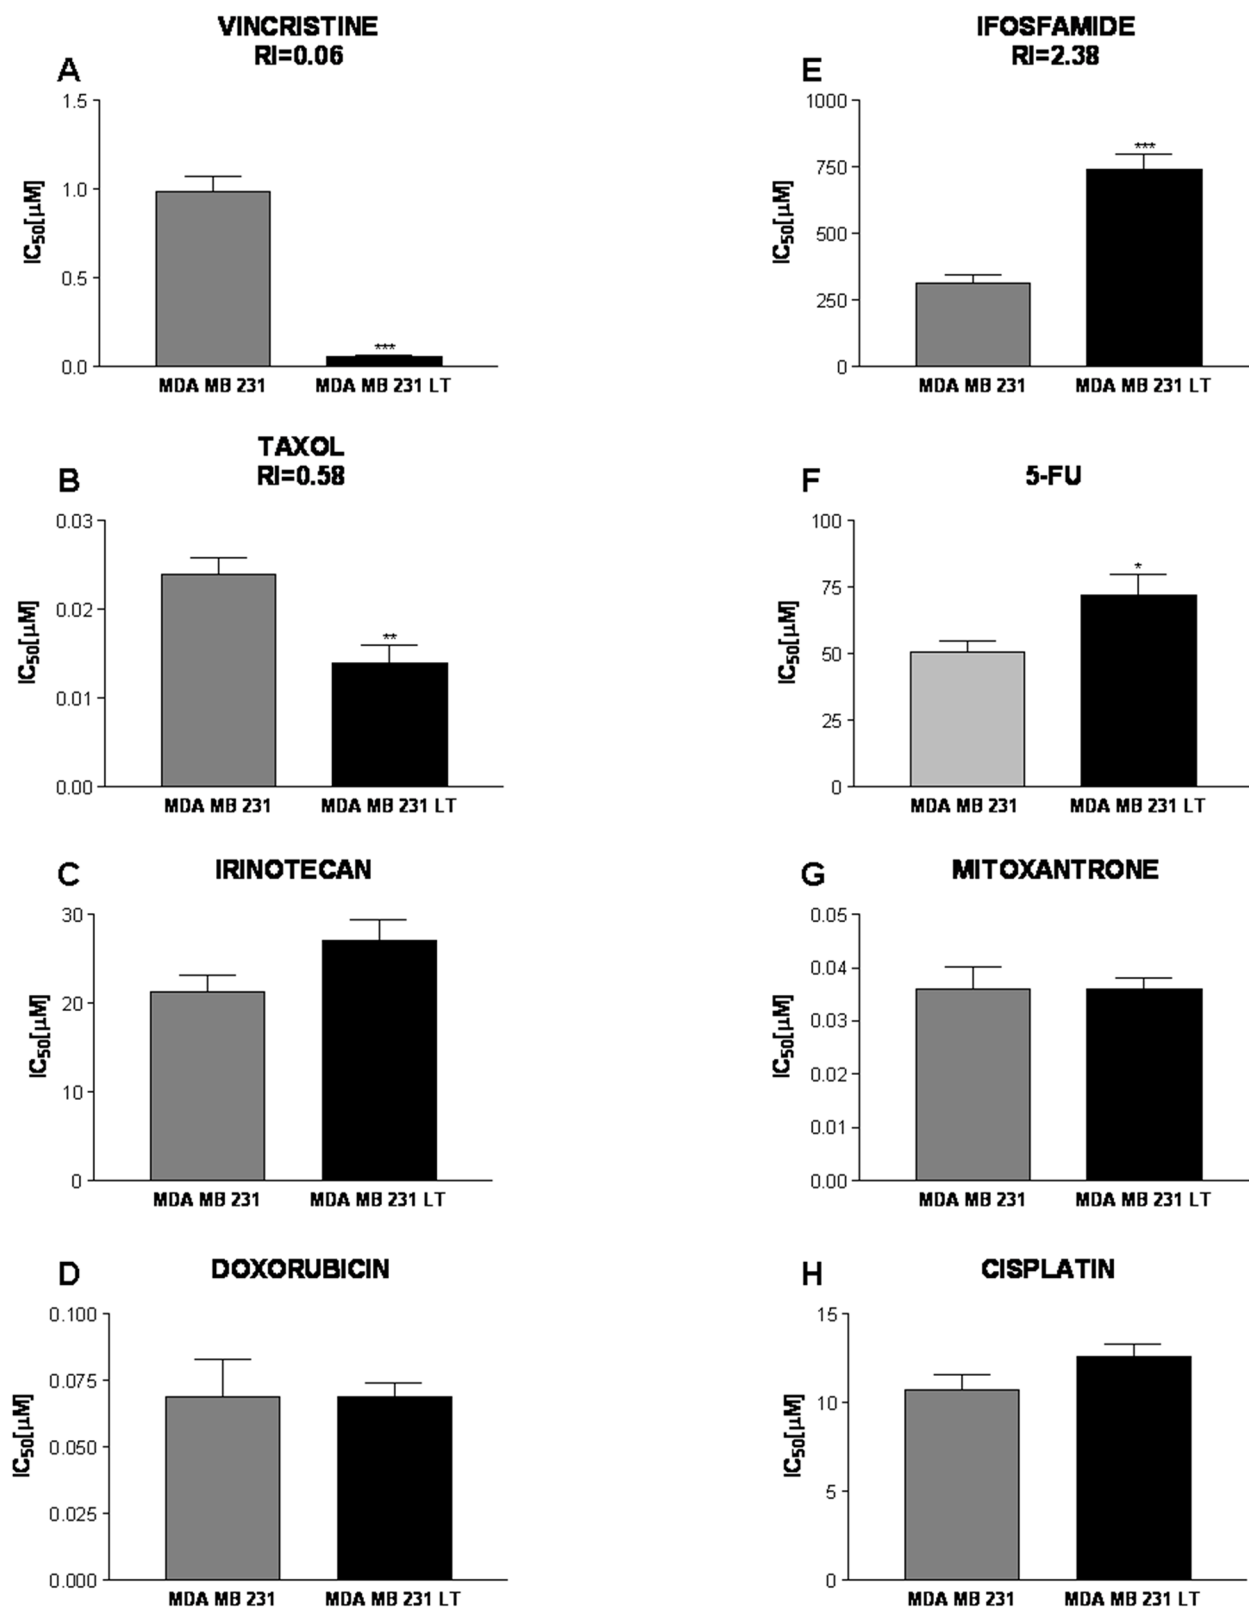 VINCRISTINE
RI=0.06
A
1.5
1.0
0.5
0.0
IC50[µM]
***
MDA MB 231 MDA MB 231 LT
IFOSFAMIDE
RI=2.38
E
1000
750
500
250
0
IC50[µM]
***
MDA MB 231 MDA MB 231 LT
TAXOL
RI=0.58
B
0.03
0.02
0.01
0.00
IC50[µM]
**
MDA MB 231 MDA MB 231 LT
5-FU
F
100
75
50
25
0
IC50[µM]
*
MDA MB 231 MDA MB 231 LT
IRINOTECAN
C
30
20
10
0
IC50[µM]
MDA MB 231 MDA MB 231 LT
MITOXANTRONE
G
0.05
0.04
0.03
0.02
0.01
0.00
IC50[µM]
MDA MB 231 MDA MB 231 LT
DOXORUBICIN
D
0.100
0.075
0.050
0.025
0.000
IC50[µM]
MDA MB 231 MDA MB 231 LT
CISPLATIN
H
15
10
5
0
IC50[µM]
MDA MB 231 MDA MB 231 LT